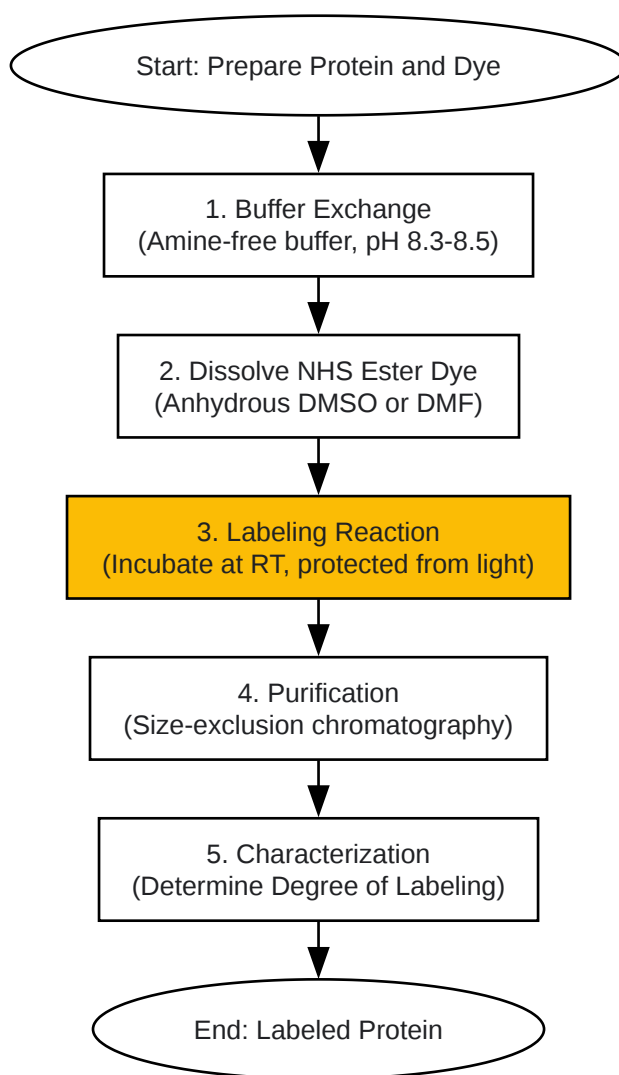 Start: Prepare Protein and Dye
1. Buffer Exchange
(Amine-free buffer, pH 8.3-8.5)
2. Dissolve NHS Ester Dye
(Anhydrous DMSO or DMF)
3. Labeling Reaction
(Incubate at RT, protected from light)
4. Purification
(Size-exclusion chromatography)
5. Characterization
(Determine Degree of Labeling)
End: Labeled Protein